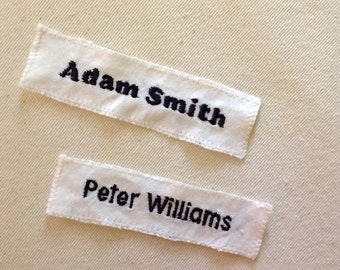 Adam Smith
Peter Williams